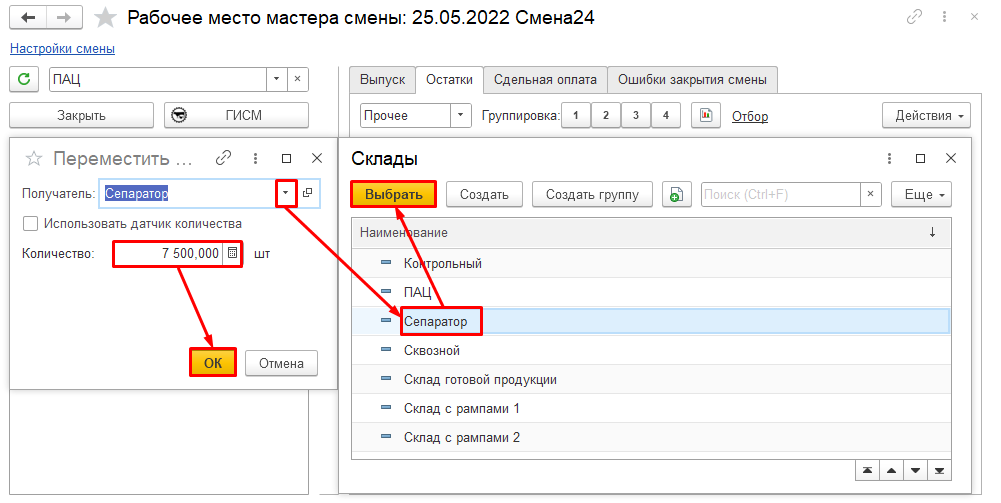 Рабочее место мастера смены: 25.05.2022 Смена24
Настройки смены
ПАЦ
Закрыть
ГИСМ
Выпуск
Остатки
Сдельная оплата
Ошибки закрытия смены
Прочее
Группировка:
1
2
3
4
Отбор
Действия
Переместить ...
Получатель:
Сепаратор
Использовать датчик количества
Количество:
7 500,000
шт
ОК
Отмена
Склады
Выбрать
Создать
Создать группу
Поиск (Ctrl+F)
Еще
Наименование
Контрольный
ПАЦ
Сепаратор
Сквозной
Склад готовой продукции
Склад с рампами 1
Склад с рампами 2